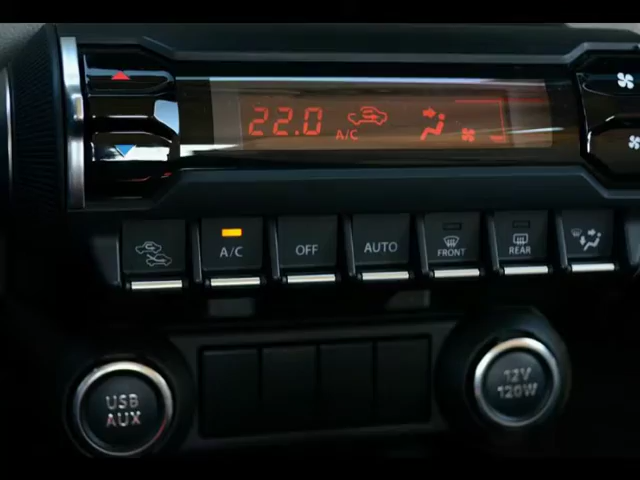 22.0
A/C
A/C
OFF
AUTO
FRONT
REAR
USB
AUX
12V
120W